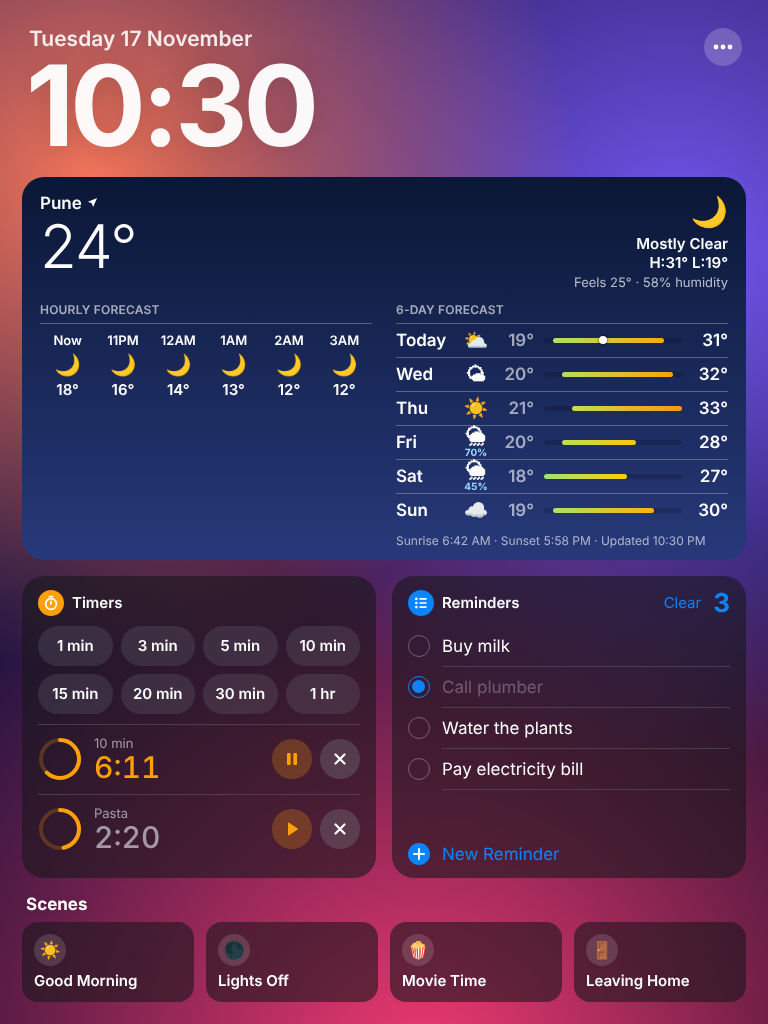 Tuesday 17 November
10:30
Pune
24°
Mostly Clear
H:31° L:19°
Feels 25° · 58% humidity
HOURLY FORECAST
Now 11PM 12AM 1AM 2AM 3AM
18° 16° 14° 13° 12° 12°
6-DAY FORECAST
Today 19° 31°
Wed 20° 32°
Thu 21° 33°
Fri 70% 20° 28°
Sat 45% 18° 27°
Sun 19° 30°
Sunrise 6:42 AM · Sunset 5:58 PM · Updated 10:30 PM
Timers
1 min 3 min 5 min 10 min
15 min 20 min 30 min 1 hr
10 min
6:11
Pasta
2:20
Reminders Clear 3
Buy milk
Call plumber
Water the plants
Pay electricity bill
New Reminder
Scenes
Good Morning Lights Off Movie Time Leaving Home